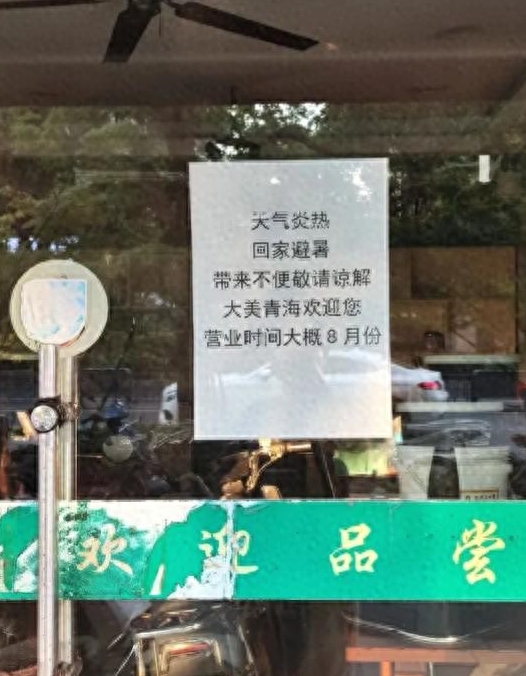 天气炎热
回家避暑
带来不便敬请谅解
大美青海欢迎您
营业时间大概8月份
欢迎品尝